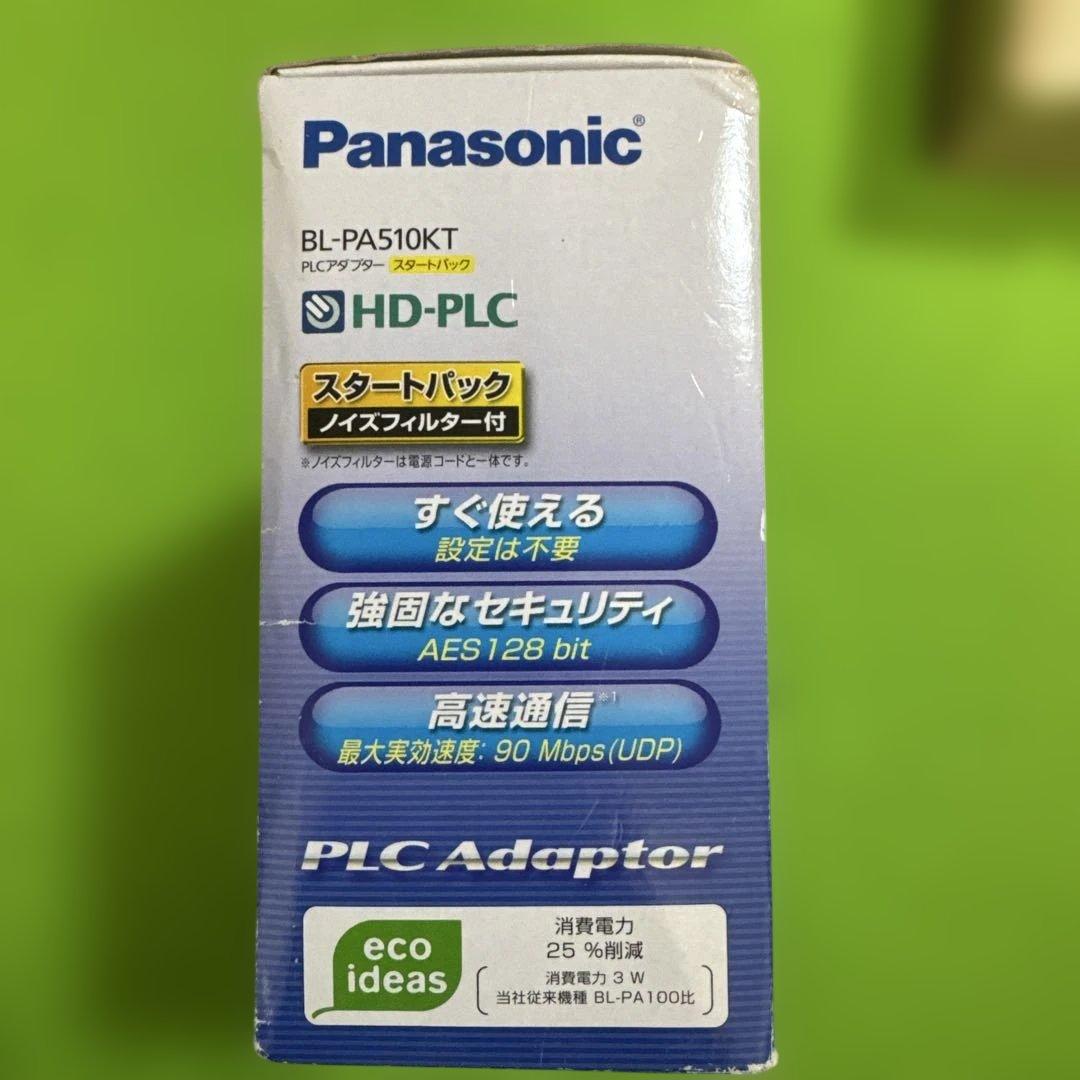 Panasonic®
BL-PA510KT
PLCアダプター スタートパック
HD-PLC
スタートパック
ノイズフィルター付
※ノイズフィルターは電源コードと一体です。
すぐ使える
設定は不要
強固なセキュリティ
AES128 bit
高速通信※1
最大実効速度: 90 Mbps(UDP)
PLC Adaptor
eco
ideas
消費電力
25 %削減
消費電力 3 W
当社従来機種 BL-PA100比